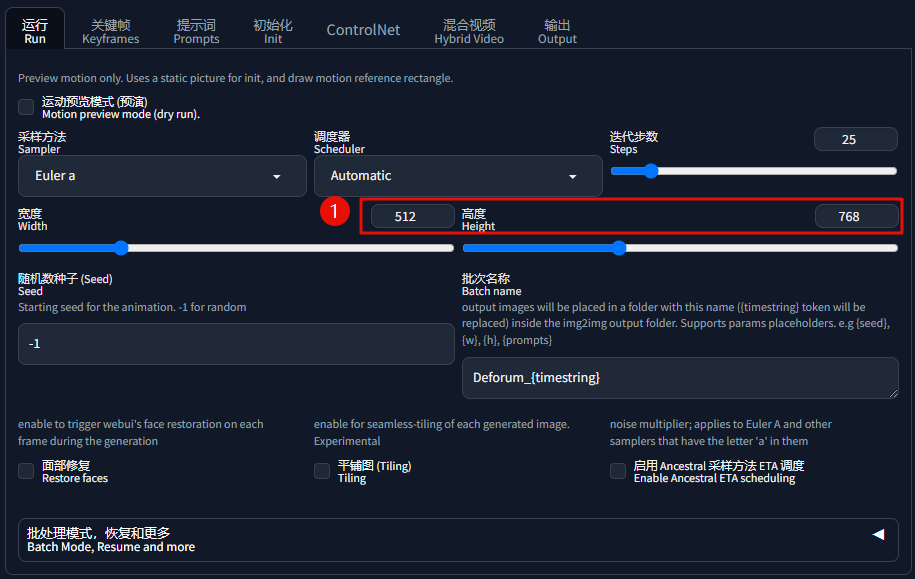 运行
Run
关键帧
Keyframes
提示词
Prompts
初始化
Init
ControlNet
混合视频
Hybrid Video
输出
Output
Preview motion only. Uses a static picture for init, and draw motion reference rectangle.
运动预览模式 (预演)
Motion preview mode (dry run).
采样方法
Sampler
Euler a
调度器
Scheduler
Automatic
迭代步数
Steps
25
宽度
Width
1
512
高度
Height
768
随机数种子 (Seed)
Seed
Starting seed for the animation. -1 for random
-1
批次名称
Batch name
output images will be placed in a folder with this name ({timestring} token will be
replaced) inside the img2img output folder. Supports params placeholders. e.g {seed},
{w}, {h}, {prompts}
Deforum_{timestring}
enable to trigger webui's face restoration on each
frame during the generation
面部修复
Restore faces
enable for seamless-tiling of each generated image.
Experimental
平铺图 (Tiling)
Tiling
noise multiplier; applies to Euler A and other
samplers that have the letter 'a' in them
启用 Ancestral 采样方法 ETA 调度
Enable Ancestral ETA scheduling
批处理模式，恢复和更多
Batch Mode, Resume and more